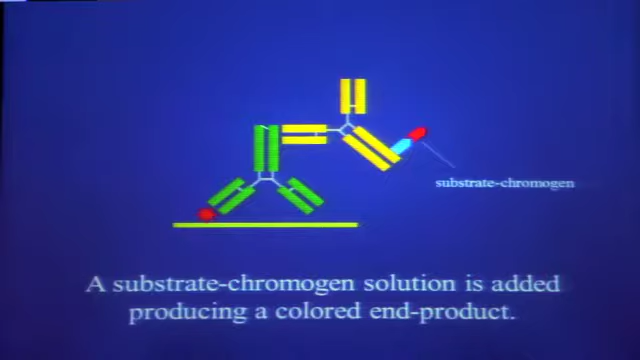 substrate-chromogen
A substrate-chromogen solution is added
producing a colored end-product.